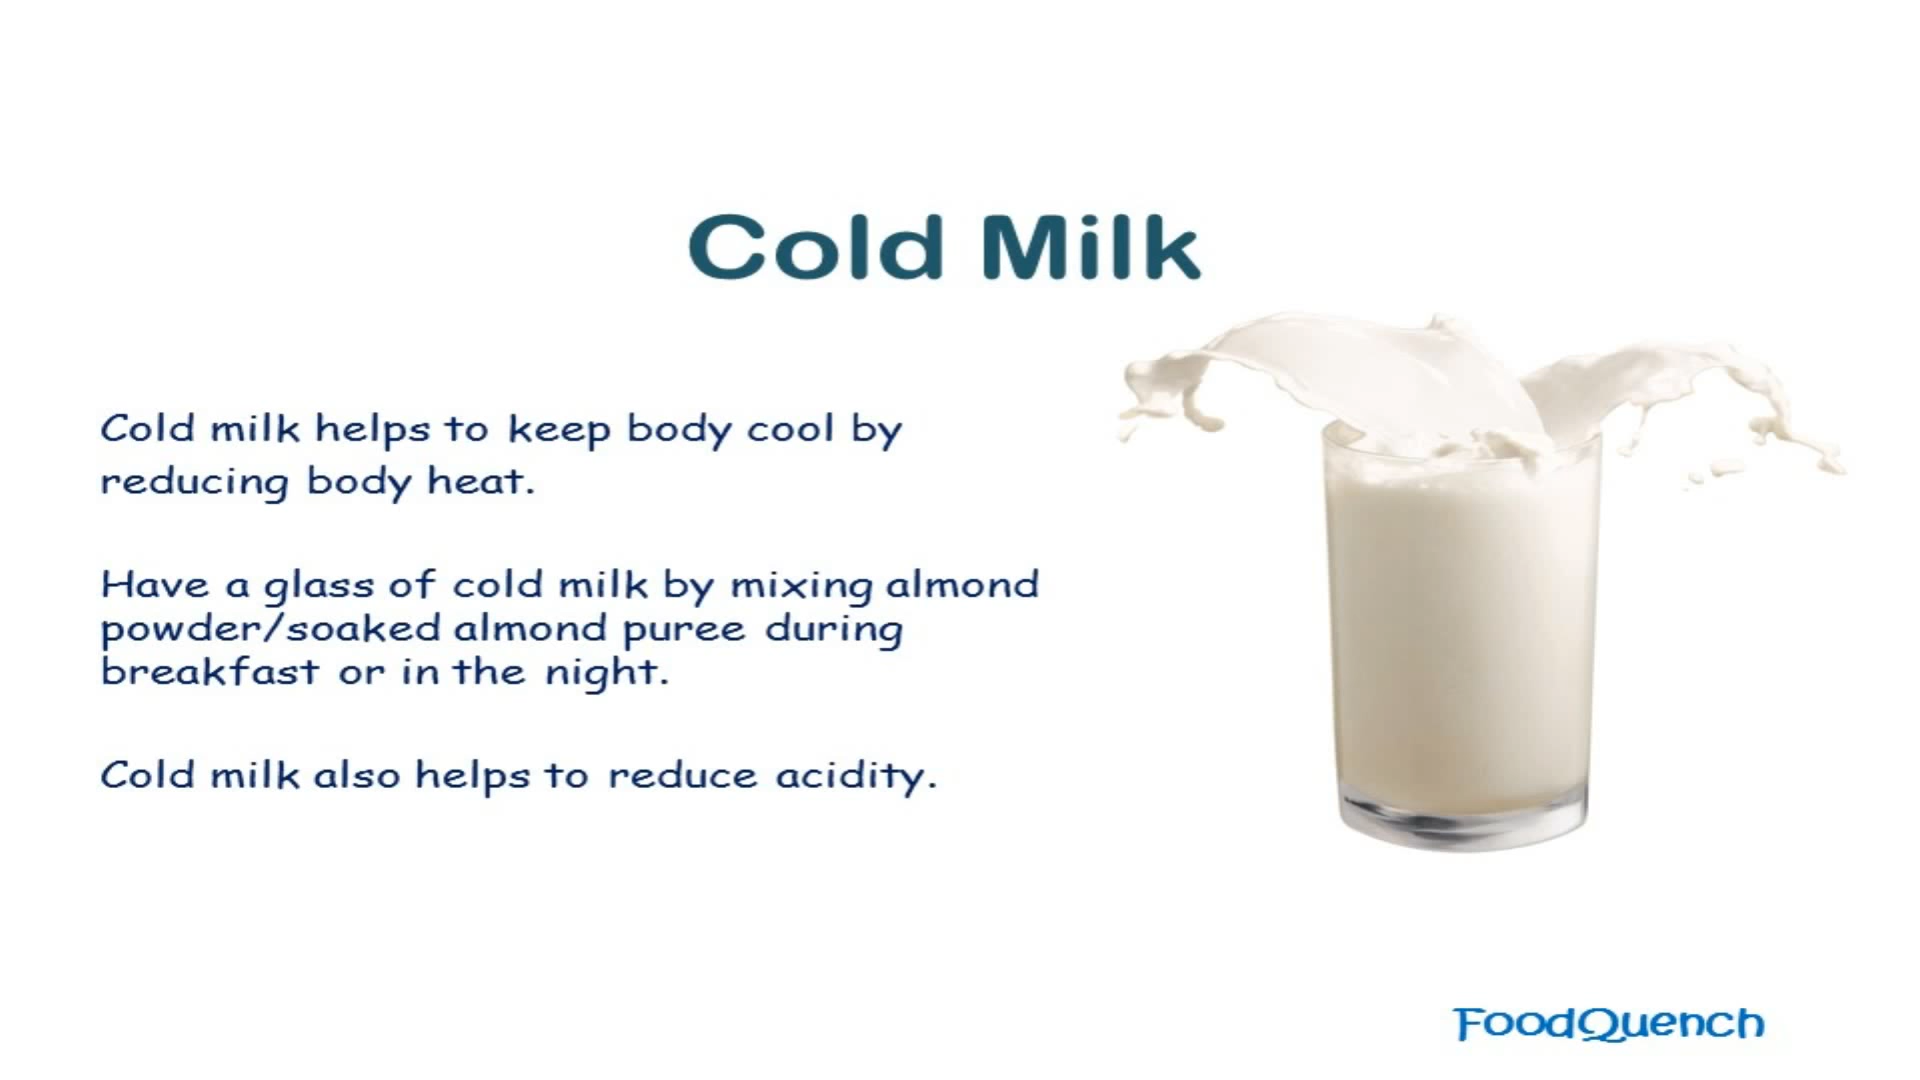 Cold Milk
Cold milk helps to keep body cool by
reducing body heat.
Have a glass of cold milk by mixing almond
powder/soaked almond puree during
breakfast or in the night.
Cold milk also helps to reduce acidity.
FoodQuench